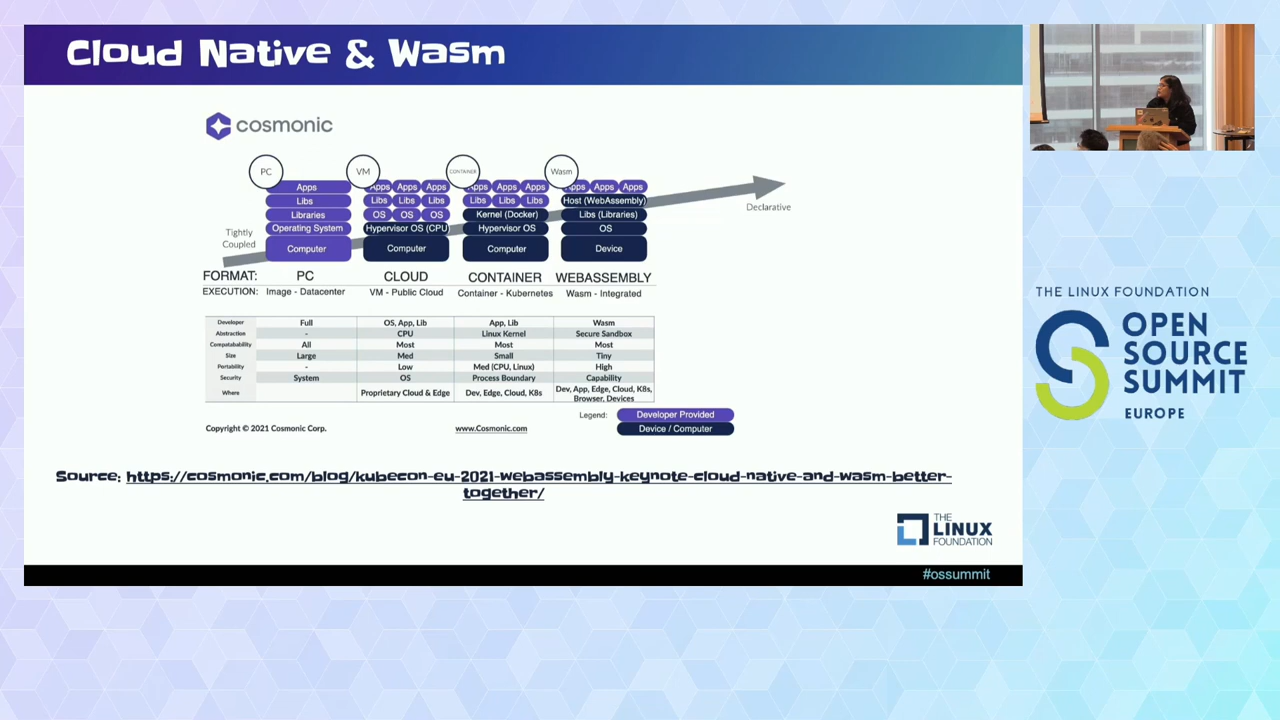 Cloud Native & Wasm
cosmonic
PC
VM
CONTAINER
Wasm
Apps
Apps Apps Apps
Apps Apps Apps
Apps Apps Apps
Libs
Libs Libs Libs
Libs Libs Libs
Host (WebAssembly)
Libraries
OS OS OS
Kernel (Docker)
Libs (Libraries)
Operating System
Hypervisor OS (CPU)
Hypervisor OS
OS
Computer
Computer
Computer
Device
Tightly
Coupled
Declarative
FORMAT: PC CLOUD CONTAINER WEBASSEMBLY
EXECUTION: Image - Datacenter VM - Public Cloud Container - Kubernetes Wasm - Integrated
Developer Full OS, App, Lib App, Lib Wasm
Abstraction - CPU Linux Kernel Secure Sandbox
Compatabability All Most Most Most
Size Large Med Small Tiny
Portability - Low Med (CPU, Linux) High
Security System OS Process Boundary Capability
Where Proprietary Cloud & Edge Dev, Edge, Cloud, K8s Dev, App, Edge, Cloud, K8s,
Browser, Devices
Legend: Developer Provided
Device / Computer
Copyright © 2021 Cosmonic Corp. www.Cosmonic.com
Source: https://cosmonic.com/blog/kubecon-eu-2021-webassembly-keynote-cloud-native-and-wasm-better-
together/
THE
LINUX
FOUNDATION
#ossummit
THE LINUX FOUNDATION
OPEN
SOURCE
SUMMIT
EUROPE